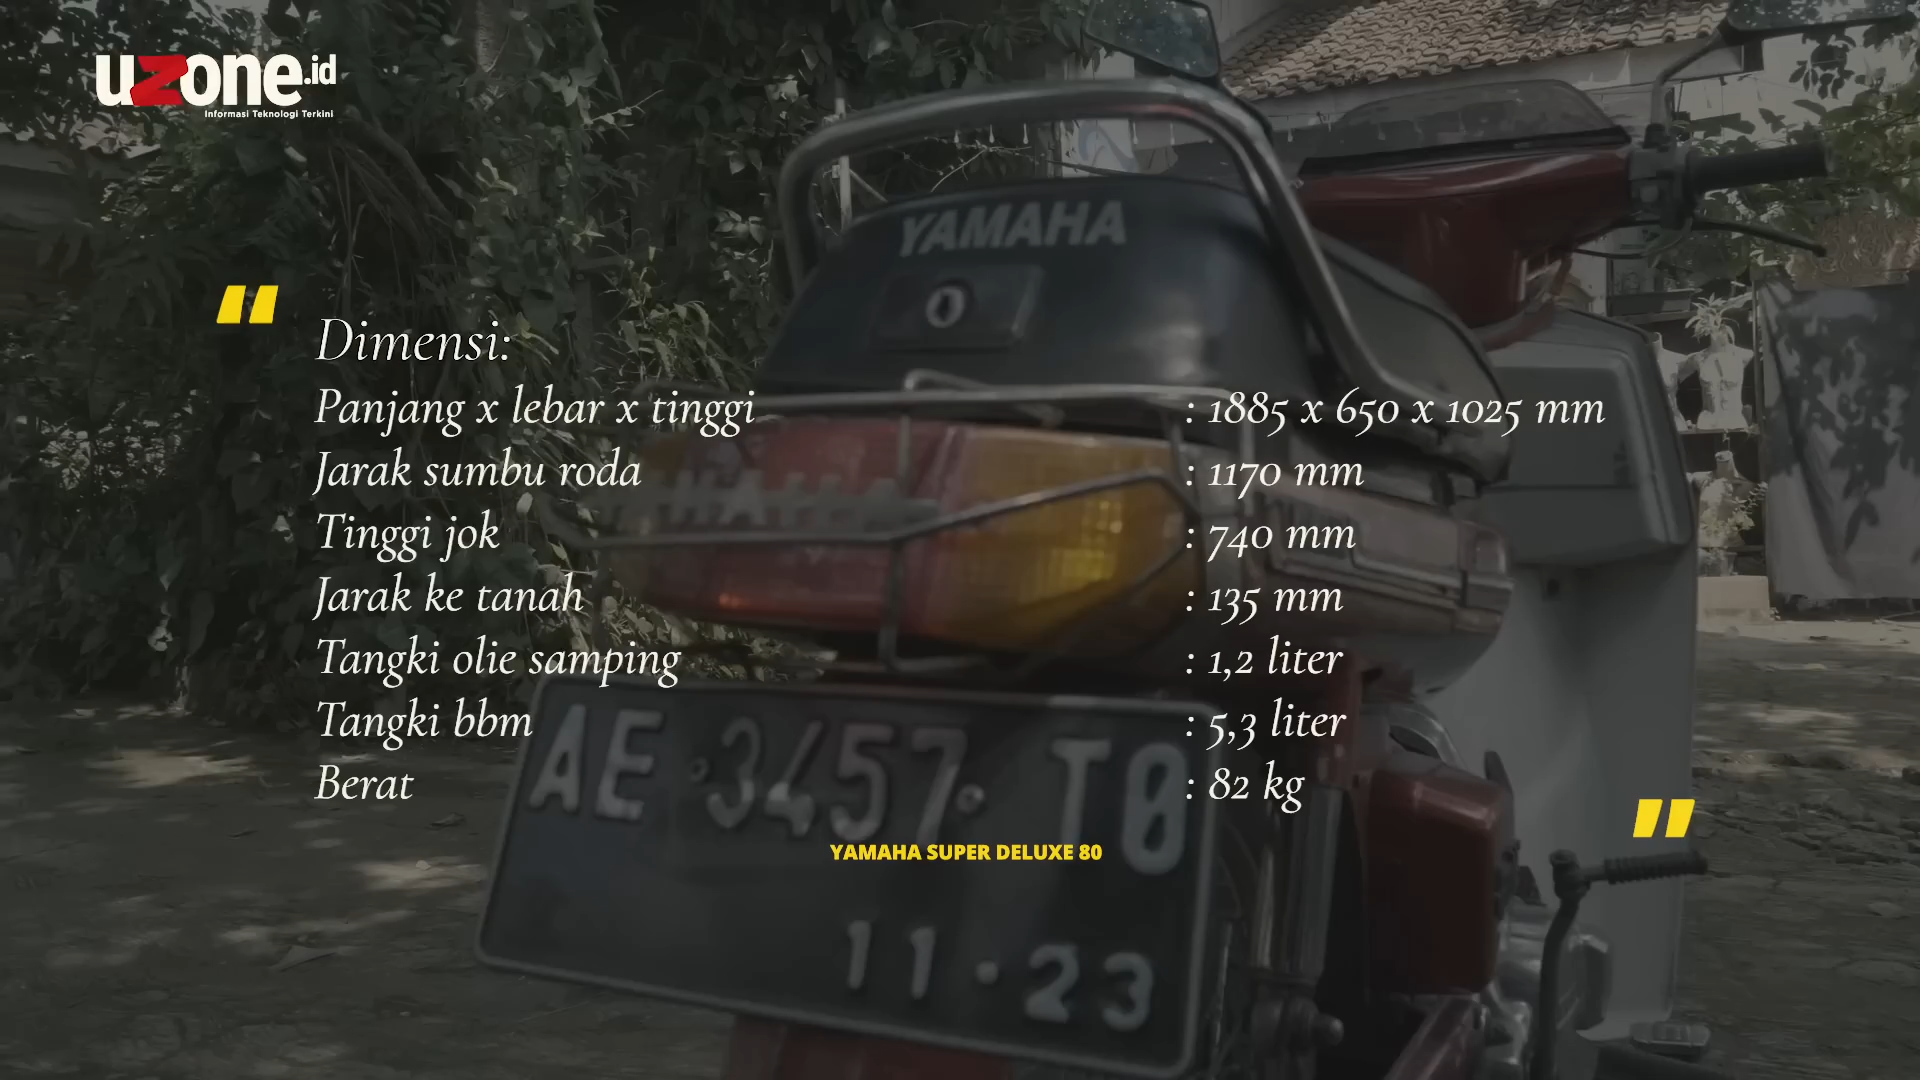 uzone.id
Informasi Teknologi Terkini
YAMAHA
Dimensi:
Panjang x lebar x tinggi : 1885 x 650 x 1025 mm
Jarak sumbu roda : 1170 mm
Tinggi jok : 740 mm
Jarak ke tanah : 135 mm
Tangki olie samping : 1,2 liter
Tangki bbm : 5,3 liter
Berat : 82 kg
AE 3457 TO
YAMAHA SUPER DELUXE 80
11·23